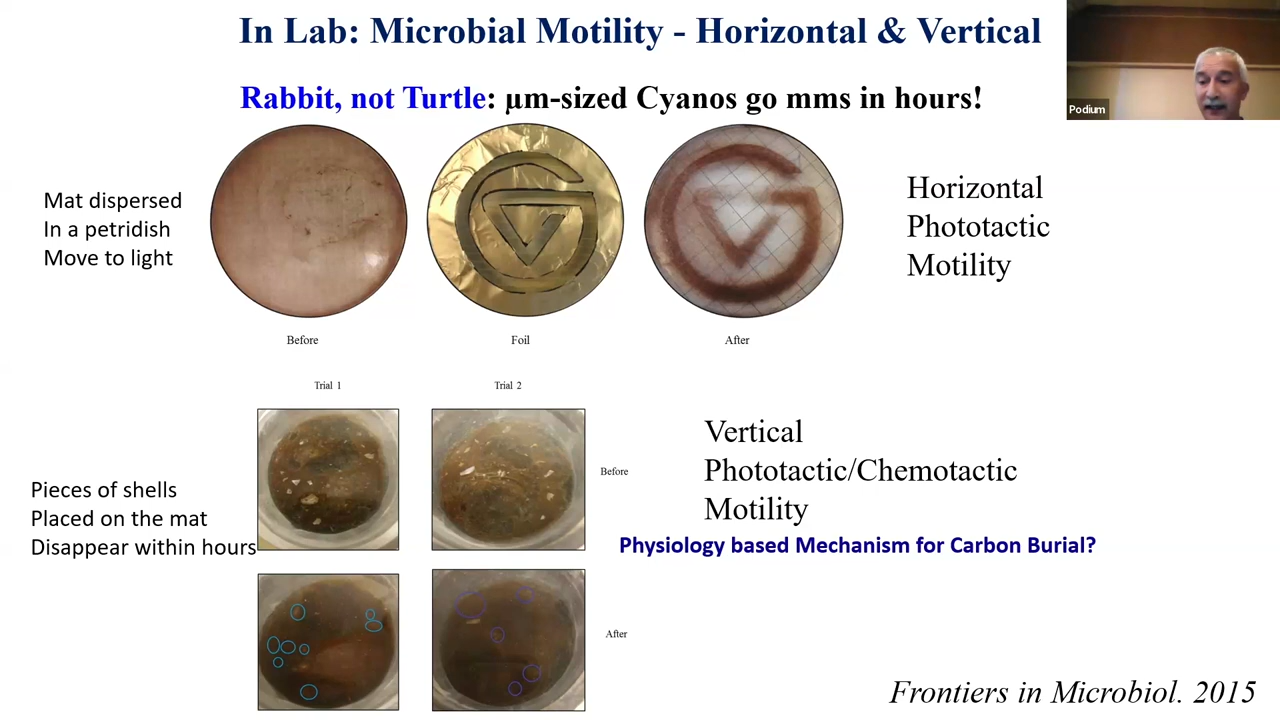 In Lab: Microbial Motility - Horizontal & Vertical
Podium
Rabbit, not Turtle: µm-sized Cyanos go mms in hours!
Mat dispersed
In a petridish
Move to light
Horizontal
Phototactic
Motility
Before
Foil
After
Trial 1
Trial 2
Pieces of shells
Placed on the mat
Disappear within hours
Before
Vertical
Phototactic/Chemotactic
Motility
Physiology based Mechanism for Carbon Burial?
After
Frontiers in Microbiol. 2015